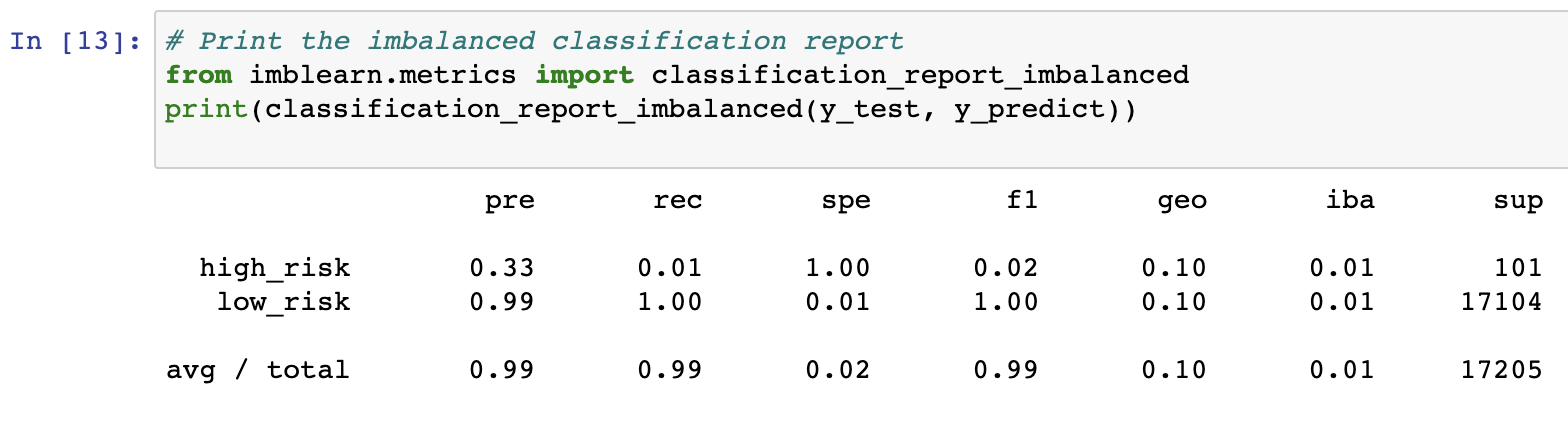 In [13]: # Print the imbalanced classification report
from imblearn.metrics import classification_report_imbalanced
print(classification_report_imbalanced(y_test, y_predict))
pre rec spe f1 geo iba sup
high_risk 0.33 0.01 1.00 0.02 0.10 0.01 101
low_risk 0.99 1.00 0.01 1.00 0.10 0.01 17104
avg / total 0.99 0.99 0.02 0.99 0.10 0.01 17205